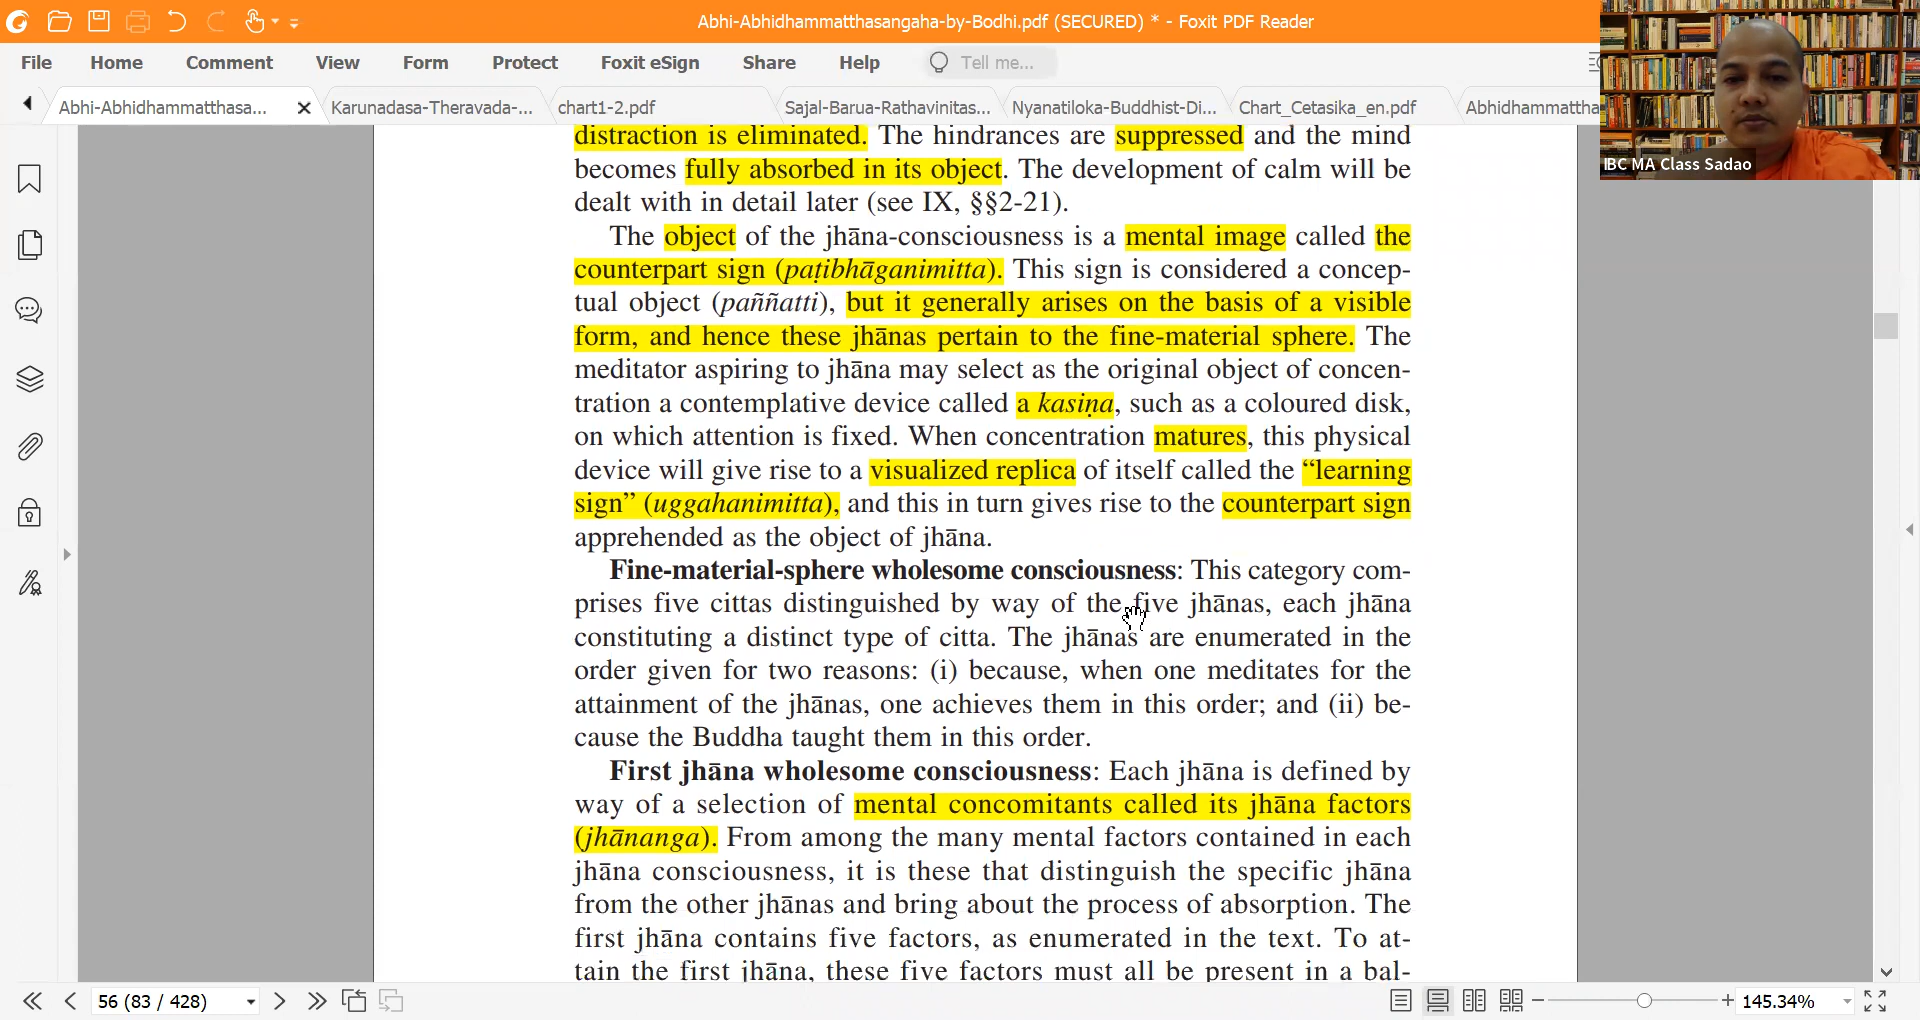 Abhi-Abhidhammatthasangaha-by-Bodhi.pdf (SECURED) * - Foxit PDF Reader
File Home Comment View Form Protect Foxit eSign Share Help Tell me...
Abhi-Abhidhammatthasa... Karunadasa-Theravada-... chart1-2.pdf Sajal-Barua-Rathavinitas... Nyanatiloka-Buddhist-Di... Chart_Cetasika_en.pdf Abhidhammattha
IBC MA Class Sadao
distraction is eliminated. The hindrances are suppressed and the mind
becomes fully absorbed in its object. The development of calm will be
dealt with in detail later (see IX, §§2-21).
The object of the jhāna-consciousness is a mental image called the
counterpart sign (paṭibhāganimitta). This sign is considered a concep-
tual object (paññatti), but it generally arises on the basis of a visible
form, and hence these jhānas pertain to the fine-material sphere. The
meditator aspiring to jhāna may select as the original object of concen-
tration a contemplative device called a kasiṇa, such as a coloured disk,
on which attention is fixed. When concentration matures, this physical
device will give rise to a visualized replica of itself called the “learning
sign” (uggahanimitta), and this in turn gives rise to the counterpart sign
apprehended as the object of jhāna.
Fine-material-sphere wholesome consciousness: This category com-
prises five cittas distinguished by way of the five jhānas, each jhāna
constituting a distinct type of citta. The jhānas are enumerated in the
order given for two reasons: (i) because, when one meditates for the
attainment of the jhānas, one achieves them in this order; and (ii) be-
cause the Buddha taught them in this order.
First jhāna wholesome consciousness: Each jhāna is defined by
way of a selection of mental concomitants called its jhāna factors
(jhānanga). From among the many mental factors contained in each
jhāna consciousness, it is these that distinguish the specific jhāna
from the other jhānas and bring about the process of absorption. The
first jhāna contains five factors, as enumerated in the text. To at-
tain the first jhāna, these five factors must all be present in a bal-
56 (83 / 428) 145.34%